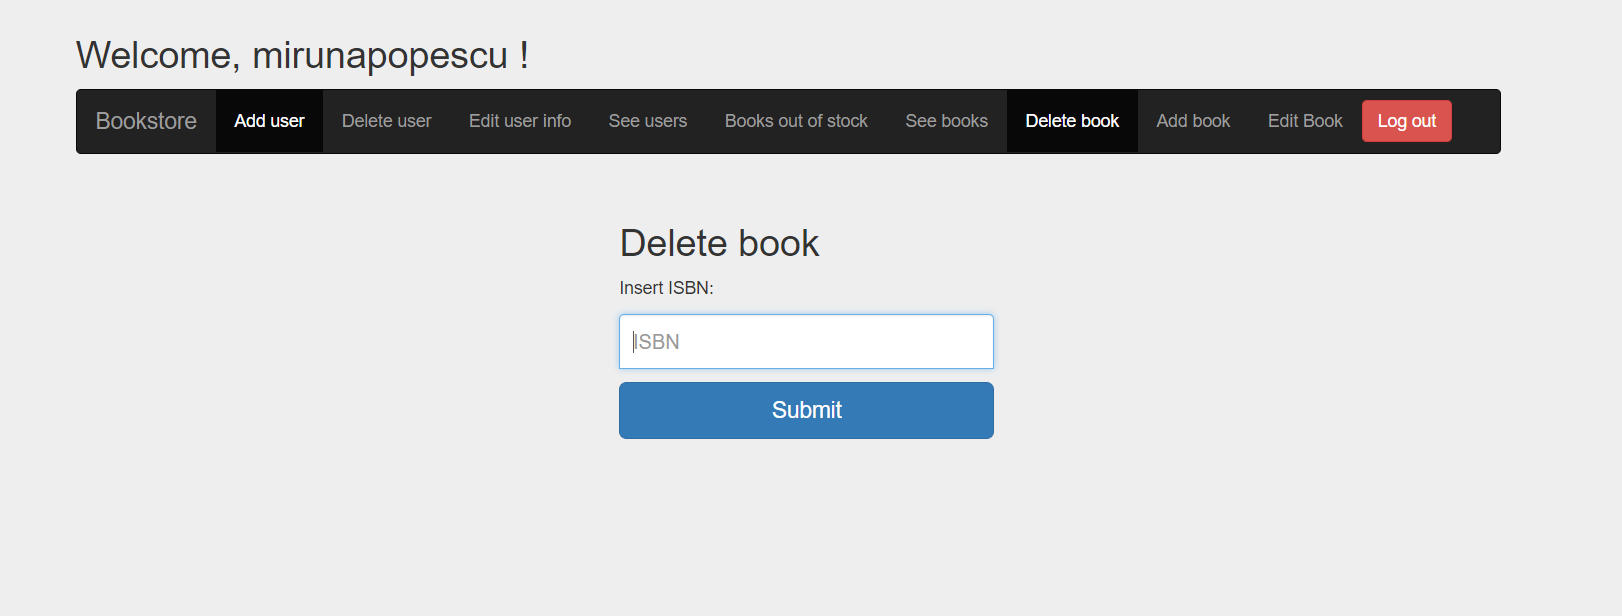 Welcome, mirunapopescu !
Bookstore Add user Delete user Edit user info See users Books out of stock See books Delete book Add book Edit Book Log out
Delete book
Insert ISBN:
ISBN
Submit